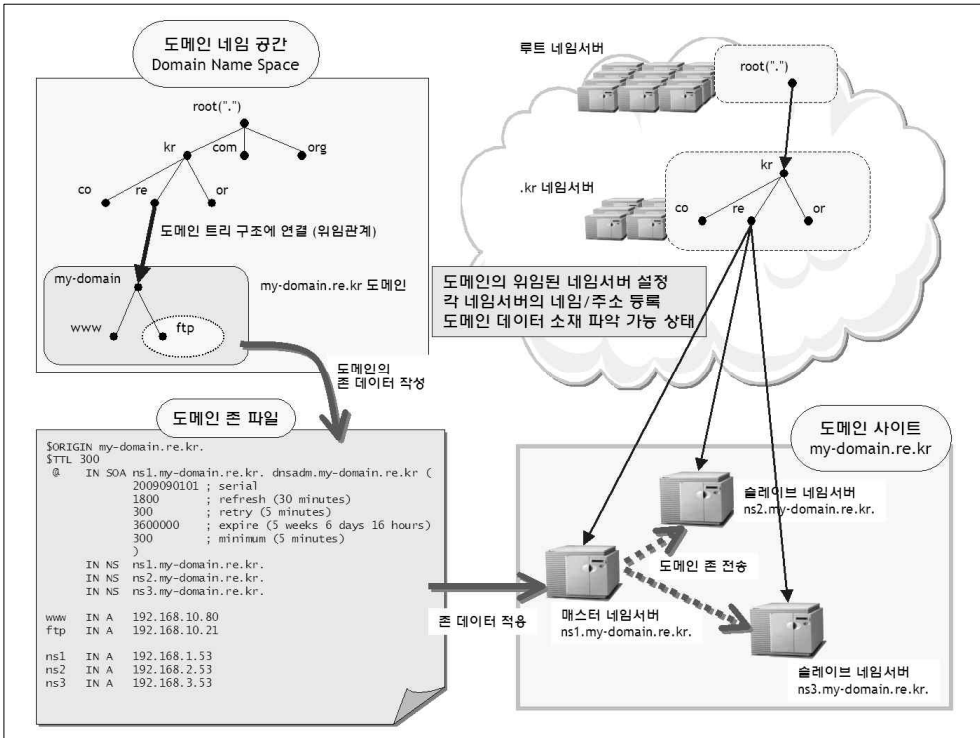 도메인 네임 공간
Domain Name Space
root(".")
kr
com
org
co
re
or
도메인 트리 구조에 연결 (위임관계)
my-domain
my-domain.re.kr 도메인
www
ftp
도메인의
존 데이터 작성
루트 네임서버
root(".")
.kr 네임서버
kr
co
re
or
도메인의 위임된 네임서버 설정
각 네임서버의 네임/주소 등록
도메인 데이터 소재 파악 가능 상태
도메인 존 파일
$ORIGIN my-domain.re.kr.
$TTL 300
@ IN SOA ns1.my-domain.re.kr. dnsadm.my-domain.re.kr (
2009090101 ; serial
1800 ; refresh (30 minutes)
300 ; retry (5 minutes)
3600000 ; expire (5 weeks 6 days 16 hours)
300 ; minimum (5 minutes)
)
IN NS ns1.my-domain.re.kr.
IN NS ns2.my-domain.re.kr.
IN NS ns3.my-domain.re.kr.
www IN A 192.168.10.80
ftp IN A 192.168.10.21
ns1 IN A 192.168.1.53
ns2 IN A 192.168.2.53
ns3 IN A 192.168.3.53
존 데이터 적용
도메인 사이트
my-domain.re.kr
슬레이브 네임서버
ns2.my-domain.re.kr.
도메인 존 전송
매스터 네임서버
ns1.my-domain.re.kr.
슬레이브 네임서버
ns3.my-domain.re.kr.